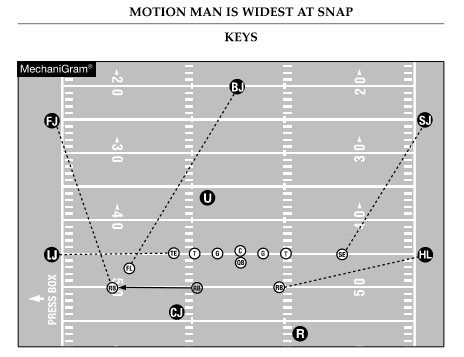 MOTION MAN IS WIDEST AT SNAP
KEYS
MechaniGram®
20 20
BJ
FJ SJ
30 30
U
40 40
LJ TE T G C G T SE HL
QB
FL
RB RB RB
50 50
CJ
PRESS BOX
R